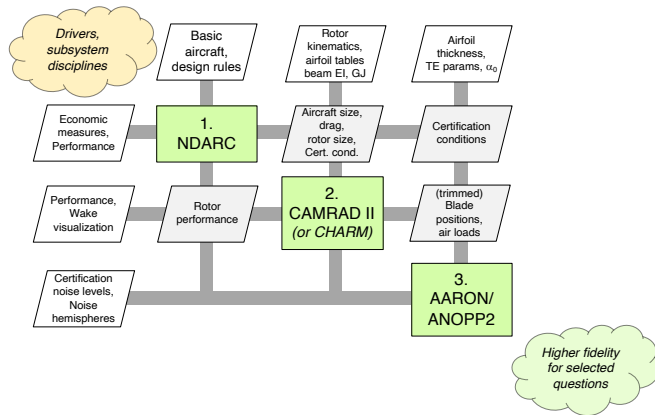 Drivers,
subsystem
disciplines
Basic
aircraft,
design rules
Rotor
kinematics,
airfoil tables
beam EI, GJ
Airfoil
thickness,
TE params, α₀
Economic
measures,
Performance
1.
NDARC
Aircraft size,
drag,
rotor size,
Cert. cond.
Certification
conditions
Performance,
Wake
visualization
Rotor
performance
2.
CAMRAD II
(or CHARM)
(trimmed)
Blade
positions,
air loads
Certification
noise levels,
Noise
hemispheres
3.
AARON/
ANOPP2
Higher fidelity
for selected
questions